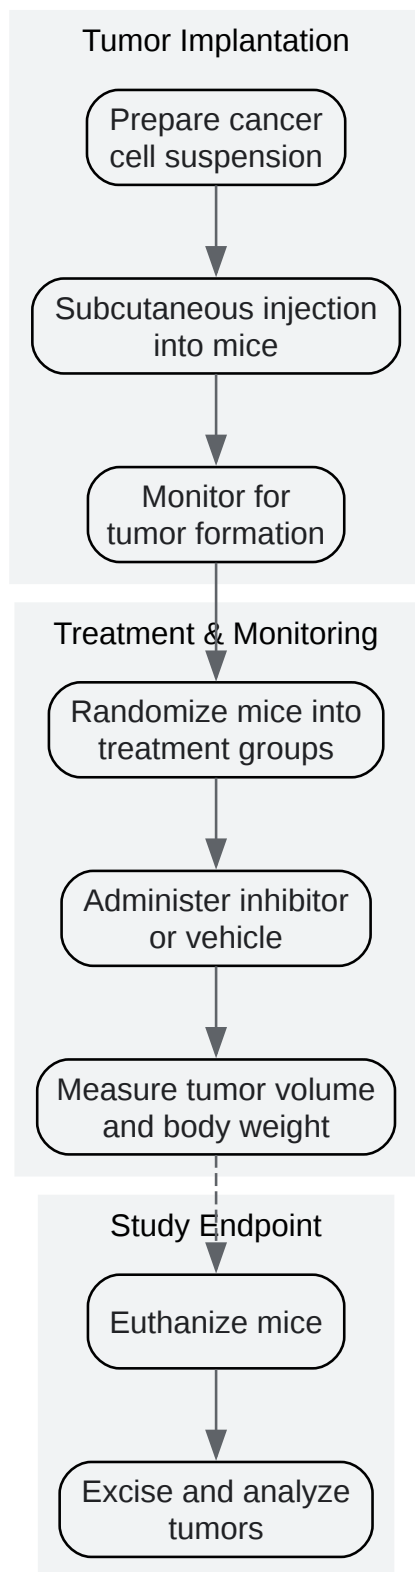 Tumor Implantation
Prepare cancer
cell suspension
Subcutaneous injection
into mice
Monitor for
tumor formation
Treatment & Monitoring
Randomize mice into
treatment groups
Administer inhibitor
or vehicle
Measure tumor volume
and body weight
Study Endpoint
Euthanize mice
Excise and analyze
tumors